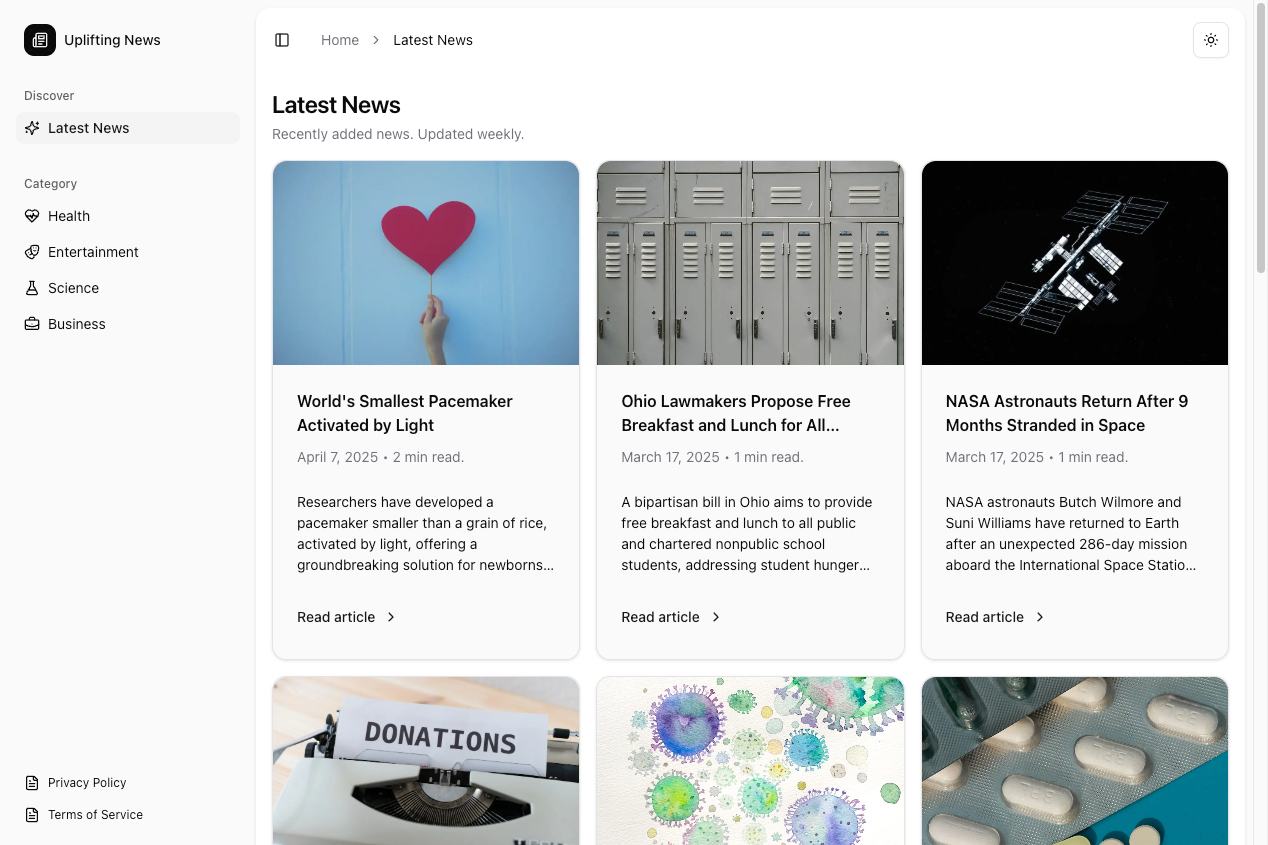 Uplifting News
Discover
Latest News
Category
Health
Entertainment
Science
Business
Privacy Policy
Terms of Service
Home
Latest News
Latest News
Recently added news. Updated weekly.
World's Smallest Pacemaker
Activated by Light
April 7, 2025 • 2 min read.
Researchers have developed a
pacemaker smaller than a grain of rice,
activated by light, offering a
groundbreaking solution for newborns...
Read article
Ohio Lawmakers Propose Free
Breakfast and Lunch for All...
March 17, 2025 • 1 min read.
A bipartisan bill in Ohio aims to provide
free breakfast and lunch to all public
and chartered nonpublic school
students, addressing student hunger...
Read article
NASA Astronauts Return After 9
Months Stranded in Space
March 17, 2025 • 1 min read.
NASA astronauts Butch Wilmore and
Suni Williams have returned to Earth
after an unexpected 286-day mission
aboard the International Space Statio...
Read article
DONATIONS